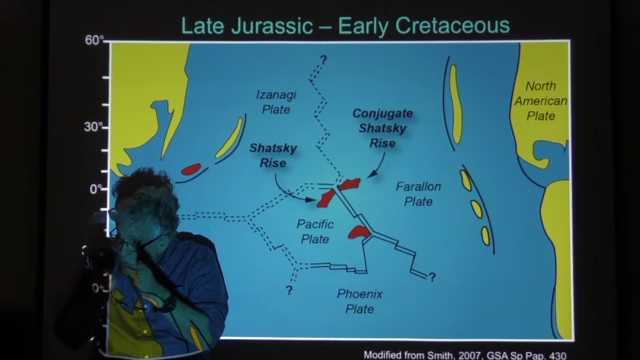 Late Jurassic – Early Cretaceous
60°
30°
0°
?
Izanagi
Plate
Conjugate
Shatsky
Rise
Shatsky
Rise
North
American
Plate
Farallon
Plate
Pacific
Plate
?
?
Phoenix
Plate
Modified from Smith, 2007, GSA Sp Pap. 430